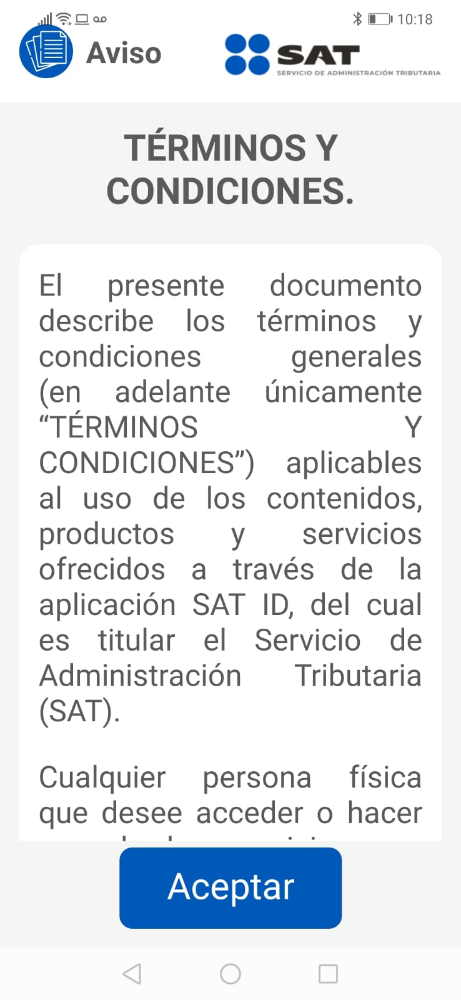 10:18
Aviso
SAT
SERVICIO DE ADMINISTRACIÓN TRIBUTARIA
TÉRMINOS Y
CONDICIONES.
El presente documento
describe los términos y
condiciones generales
(en adelante únicamente
“TÉRMINOS Y
CONDICIONES”) aplicables
al uso de los contenidos,
productos y servicios
ofrecidos a través de la
aplicación SAT ID, del cual
es titular el Servicio de
Administración Tributaria
(SAT).
Cualquier persona física
que desee acceder o hacer
Aceptar